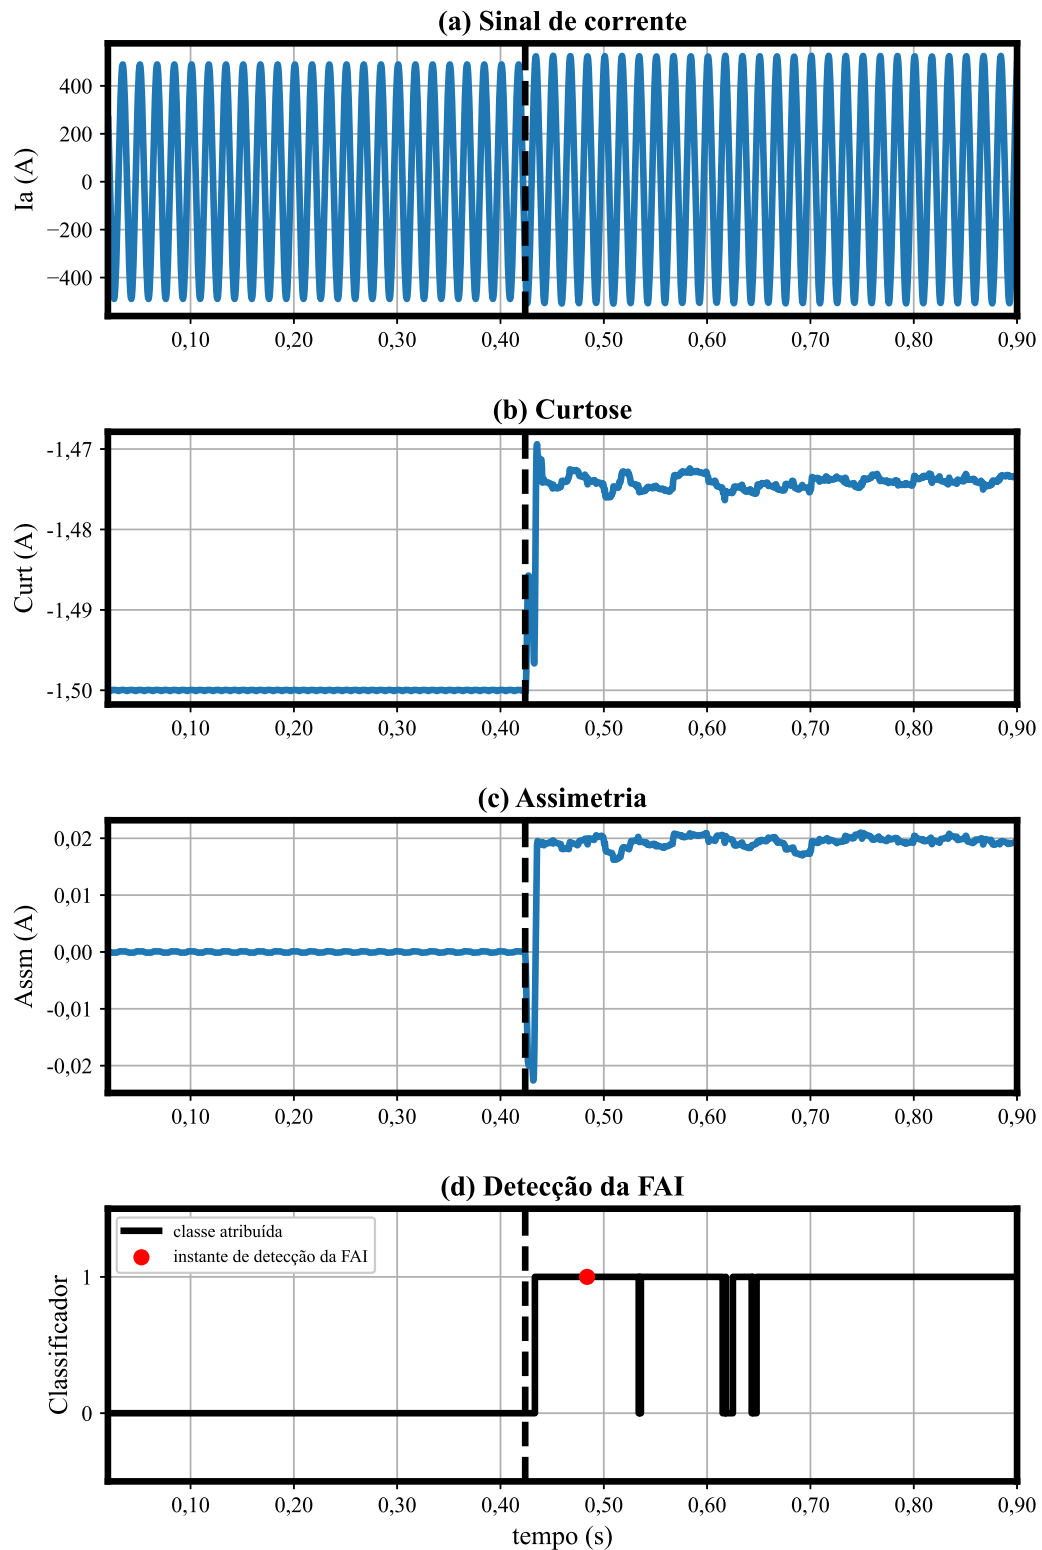 (a) Sinal de corrente
Ia (A)
400
200
0
−200
−400
0,10 0,20 0,30 0,40 0,50 0,60 0,70 0,80 0,90
(b) Curtose
Curt (A)
-1,47
-1,48
-1,49
-1,50
0,10 0,20 0,30 0,40 0,50 0,60 0,70 0,80 0,90
(c) Assimetria
Assm (A)
0,02
0,01
0,00
-0,01
-0,02
0,10 0,20 0,30 0,40 0,50 0,60 0,70 0,80 0,90
(d) Detecção da FAI
Classificador
classe atribuída
instante de detecção da FAI
1
0
0,10 0,20 0,30 0,40 0,50 0,60 0,70 0,80 0,90
tempo (s)